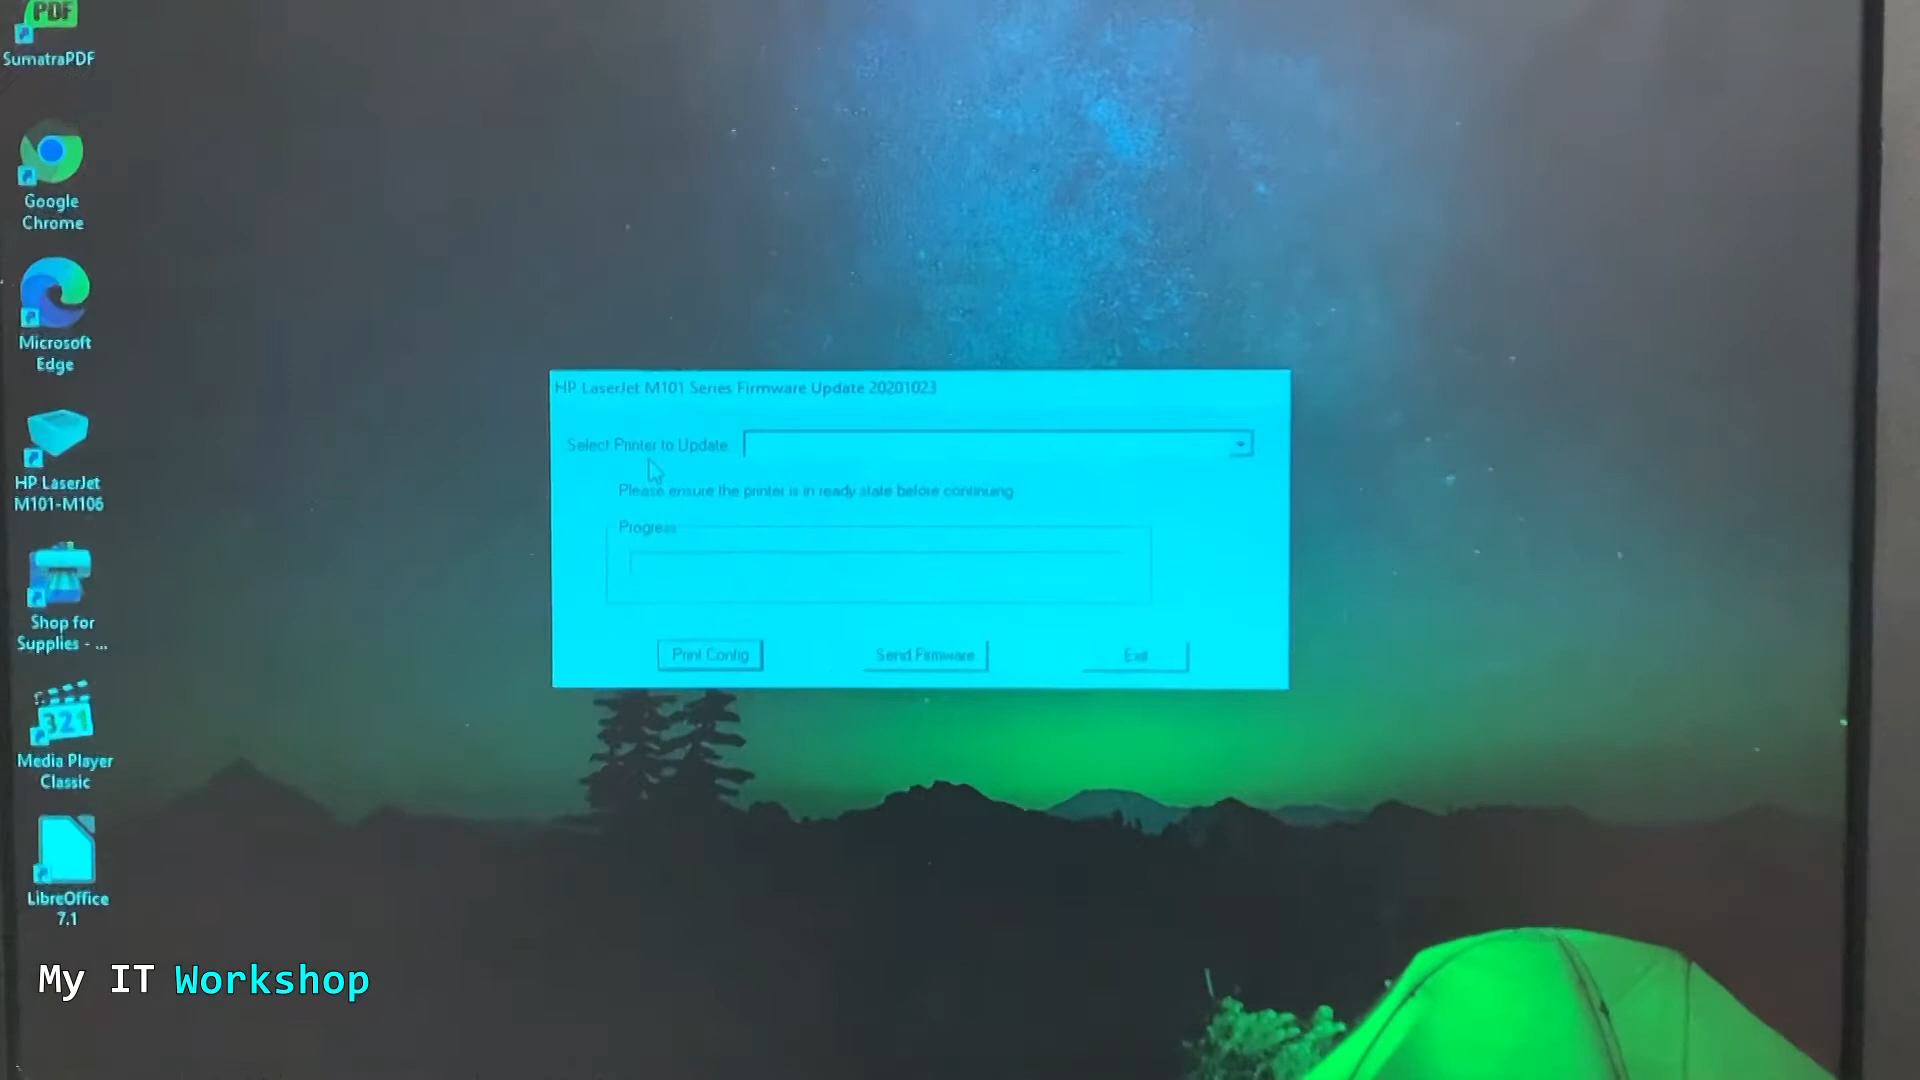 PDF
SumatraPDF
Google
Chrome
Microsoft
Edge
HP LaserJet
M101-M106
Shop for
Supplies - ...
321
Media Player
Classic
LibreOffice
7.1
HP LaserJet M101 Series Firmware Update 20201023
Select Printer to Update
Please ensure the printer is in ready state before continuing
Progress
Print Config
Send Firmware
Exit
My IT Workshop